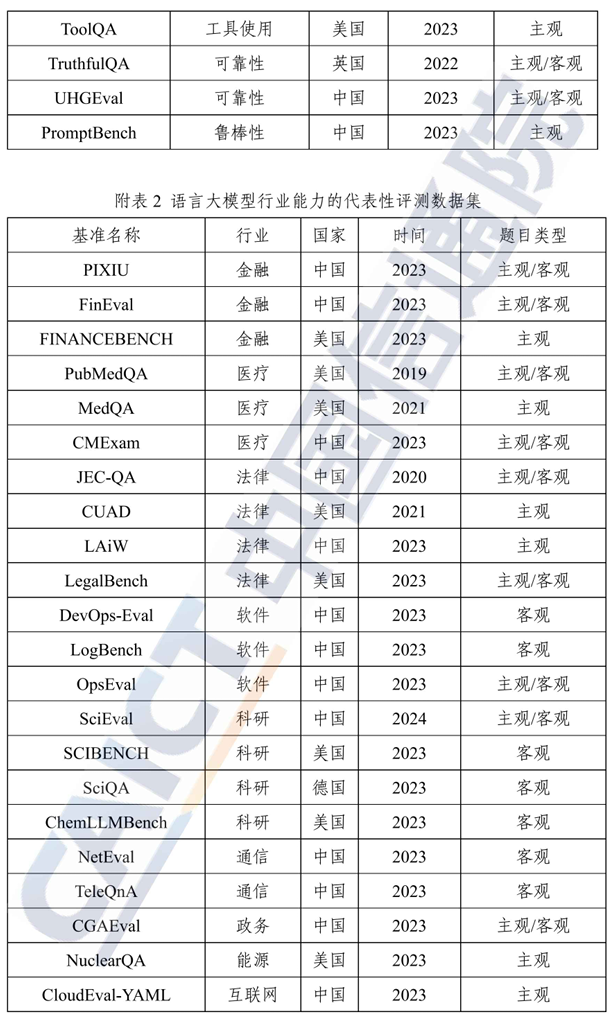 ToolQA 工具使用 美国 2023 主观
TruthfulQA 可靠性 英国 2022 主观/客观
UHGEval 可靠性 中国 2023 主观/客观
PromptBench 鲁棒性 中国 2023 主观
附表 2 语言大模型行业能力的代表性评测数据集
基准名称 行业 国家 时间 题目类型
PIXIU 金融 中国 2023 主观/客观
FinEval 金融 中国 2023 主观/客观
FINANCEBENCH 金融 美国 2023 主观
PubMedQA 医疗 美国 2019 主观/客观
MedQA 医疗 美国 2021 主观
CMExam 医疗 中国 2023 主观/客观
JEC-QA 法律 中国 2020 主观/客观
CUAD 法律 美国 2021 主观
LAiW 法律 中国 2023 主观
LegalBench 法律 美国 2023 主观/客观
DevOps-Eval 软件 中国 2023 客观
LogBench 软件 中国 2023 客观
OpsEval 软件 中国 2023 主观/客观
SciEval 科研 中国 2024 主观/客观
SCIBENCH 科研 美国 2023 客观
SciQA 科研 德国 2023 客观
ChemLLMBench 科研 美国 2023 客观
NetEval 通信 中国 2023 客观
TeleQnA 通信 中国 2023 客观
CGAEval 政务 中国 2023 主观/客观
NuclearQA 能源 美国 2023 主观
CloudEval-YAML 互联网 中国 2023 主观
CAICT 中国信通院